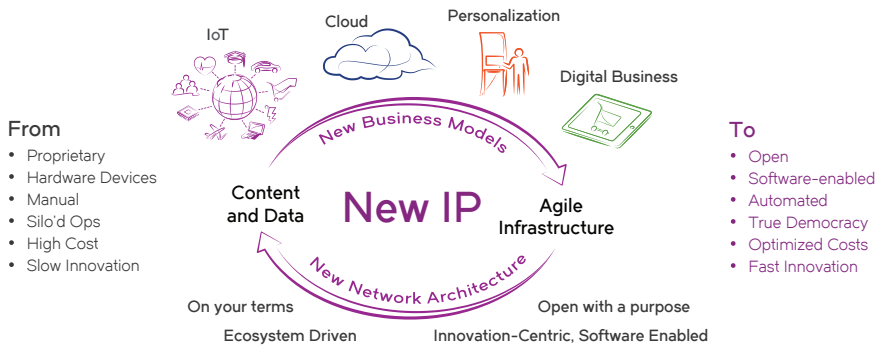 IoT
Cloud
Personalization
Digital Business
From
• Proprietary
• Hardware Devices
• Manual
• Silo'd Ops
• High Cost
• Slow Innovation
New Business Models
Content
and Data
New IP
Agile
Infrastructure
New Network Architecture
To
• Open
• Software-enabled
• Automated
• True Democracy
• Optimized Costs
• Fast Innovation
On your terms
Open with a purpose
Ecosystem Driven
Innovation-Centric, Software Enabled